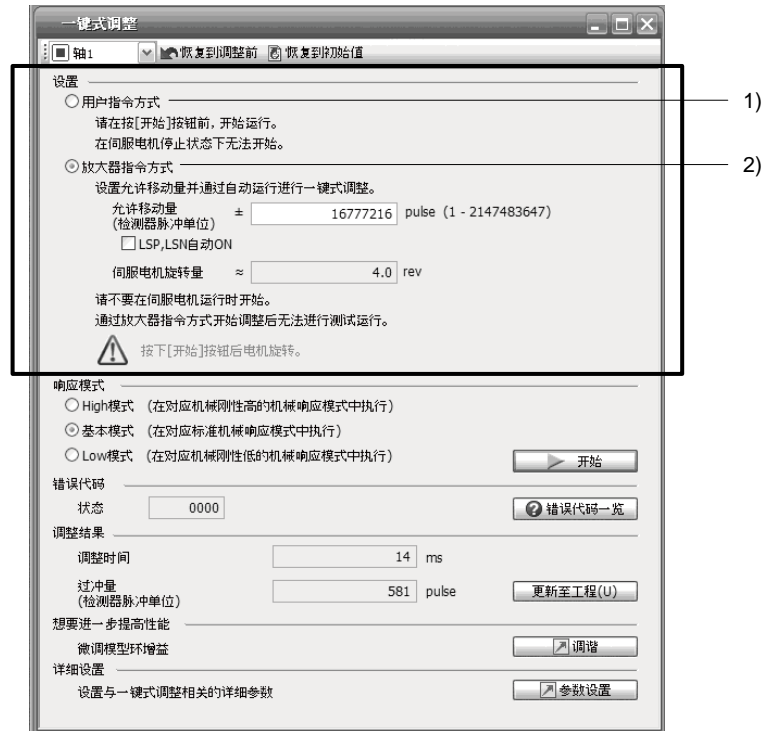 一键式调整
轴1 恢复到调整前 恢复到初始值
设置
用户指令方式 1)
请在按[开始]按钮前,开始运行。
在伺服电机停止状态下无法开始。
放大器指令方式 2)
设置允许移动量并通过自动运行进行一键式调整。
允许移动量 ± 16777216 pulse (1 - 2147483647)
(检测器脉冲单位)
LSP,LSN自动ON
伺服电机旋转量 ≈ 4.0 rev
请不要在伺服电机运行时开始。
通过放大器指令方式开始调整后无法进行测试运行。
按下[开始]按钮后电机旋转。
响应模式
High模式 (在对应机械刚性高的机械响应模式中执行)
基本模式 (在对应标准机械响应模式中执行)
Low模式 (在对应机械刚性低的机械响应模式中执行) 开始
错误代码
状态 0000 错误代码一览
调整结果
调整时间 14 ms
过冲量 581 pulse 更新至工程(U)
(检测器脉冲单位)
想要进一步提高性能
微调模型环增益 调谐
详细设置
设置与一键式调整相关的详细参数 参数设置